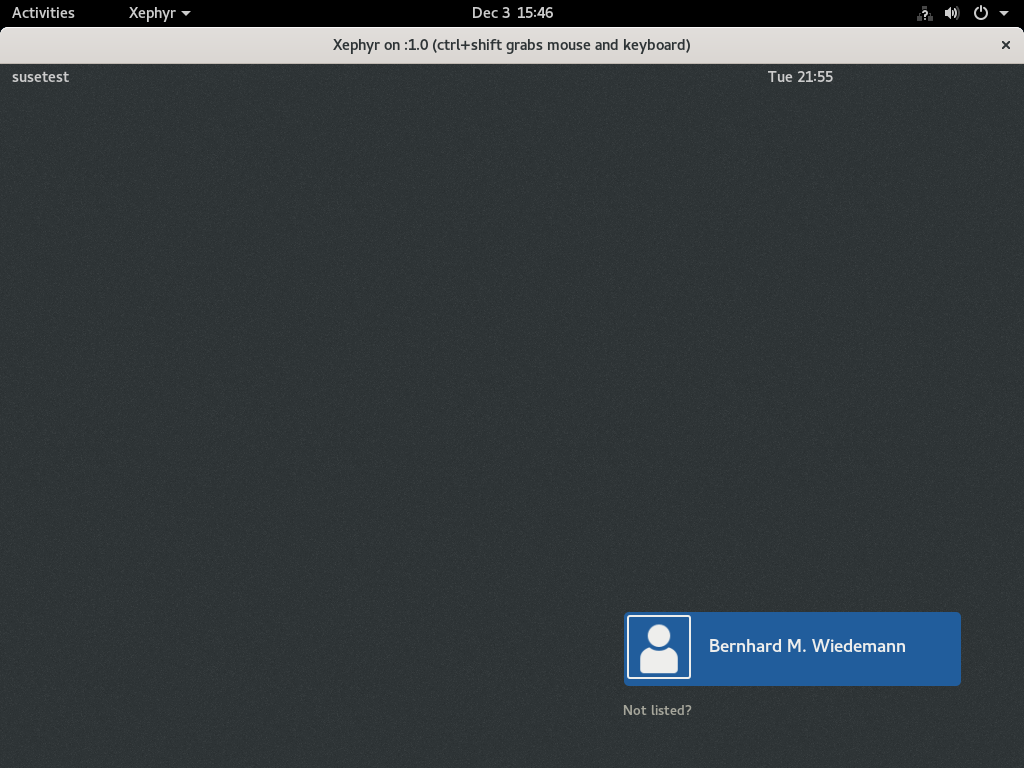 Activities Xephyr Dec 3 15:46
Xephyr on :1.0 (ctrl+shift grabs mouse and keyboard)
susetest Tue 21:55
Bernhard M. Wiedemann
Not listed?